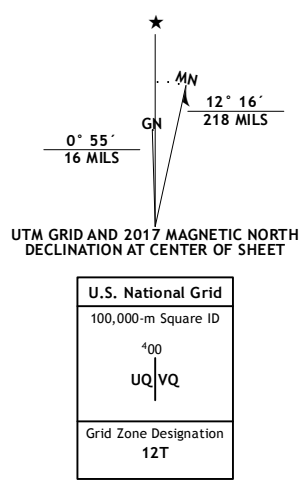 ★
MN
GN
12° 16´
218 MILS
0° 55´
16 MILS
UTM GRID AND 2017 MAGNETIC NORTH
DECLINATION AT CENTER OF SHEET
U.S. National Grid
100,000-m Square ID
⁴00
UQ VQ
Grid Zone Designation
12T